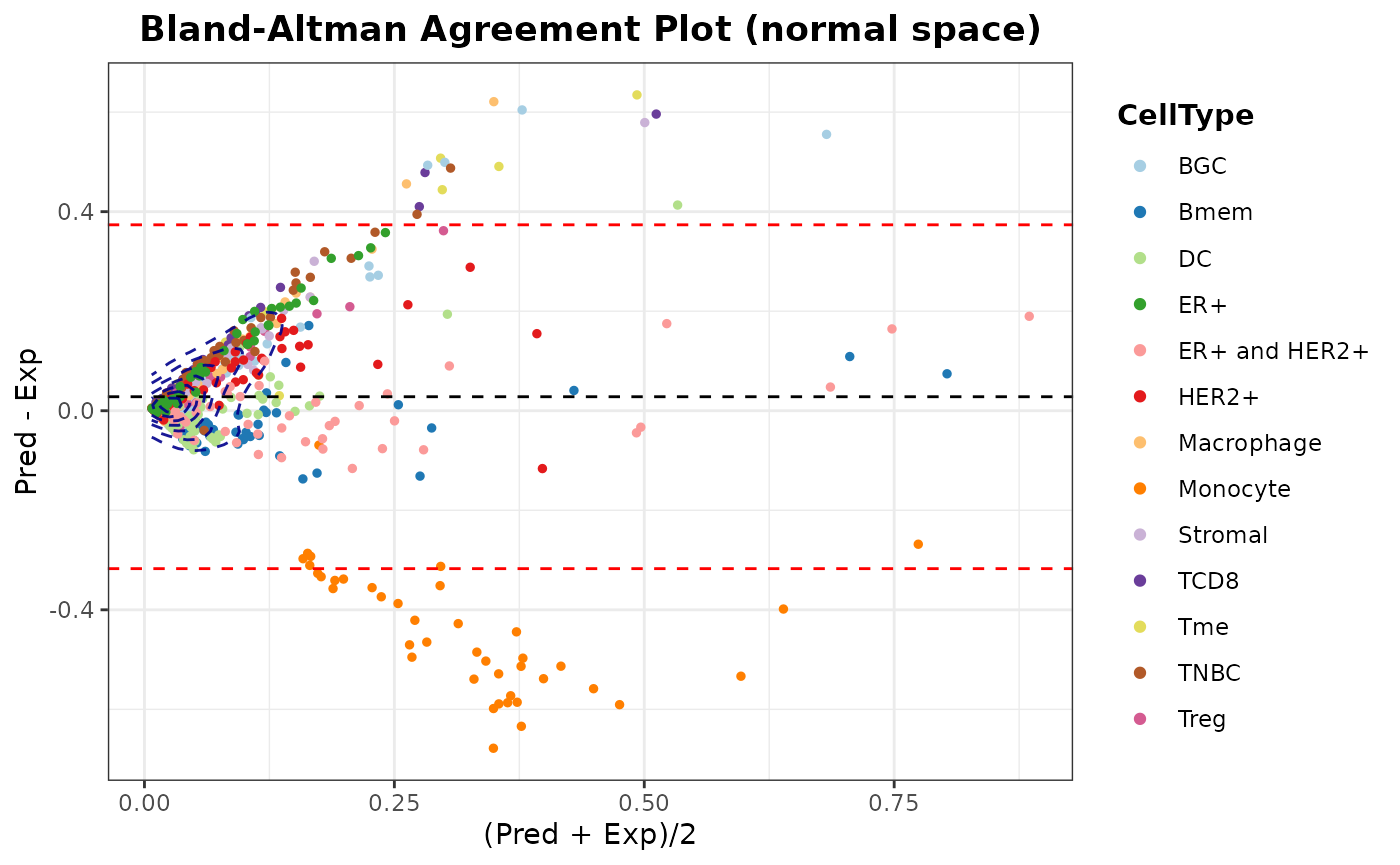 Bland-Altman Agreement Plot (normal space)
Pred - Exp
0.4
0.0
-0.4
0.00
0.25
0.50
0.75
(Pred + Exp)/2
CellType
BGC
Bmem
DC
ER+
ER+ and HER2+
HER2+
Macrophage
Monocyte
Stromal
TCD8
Tme
TNBC
Treg